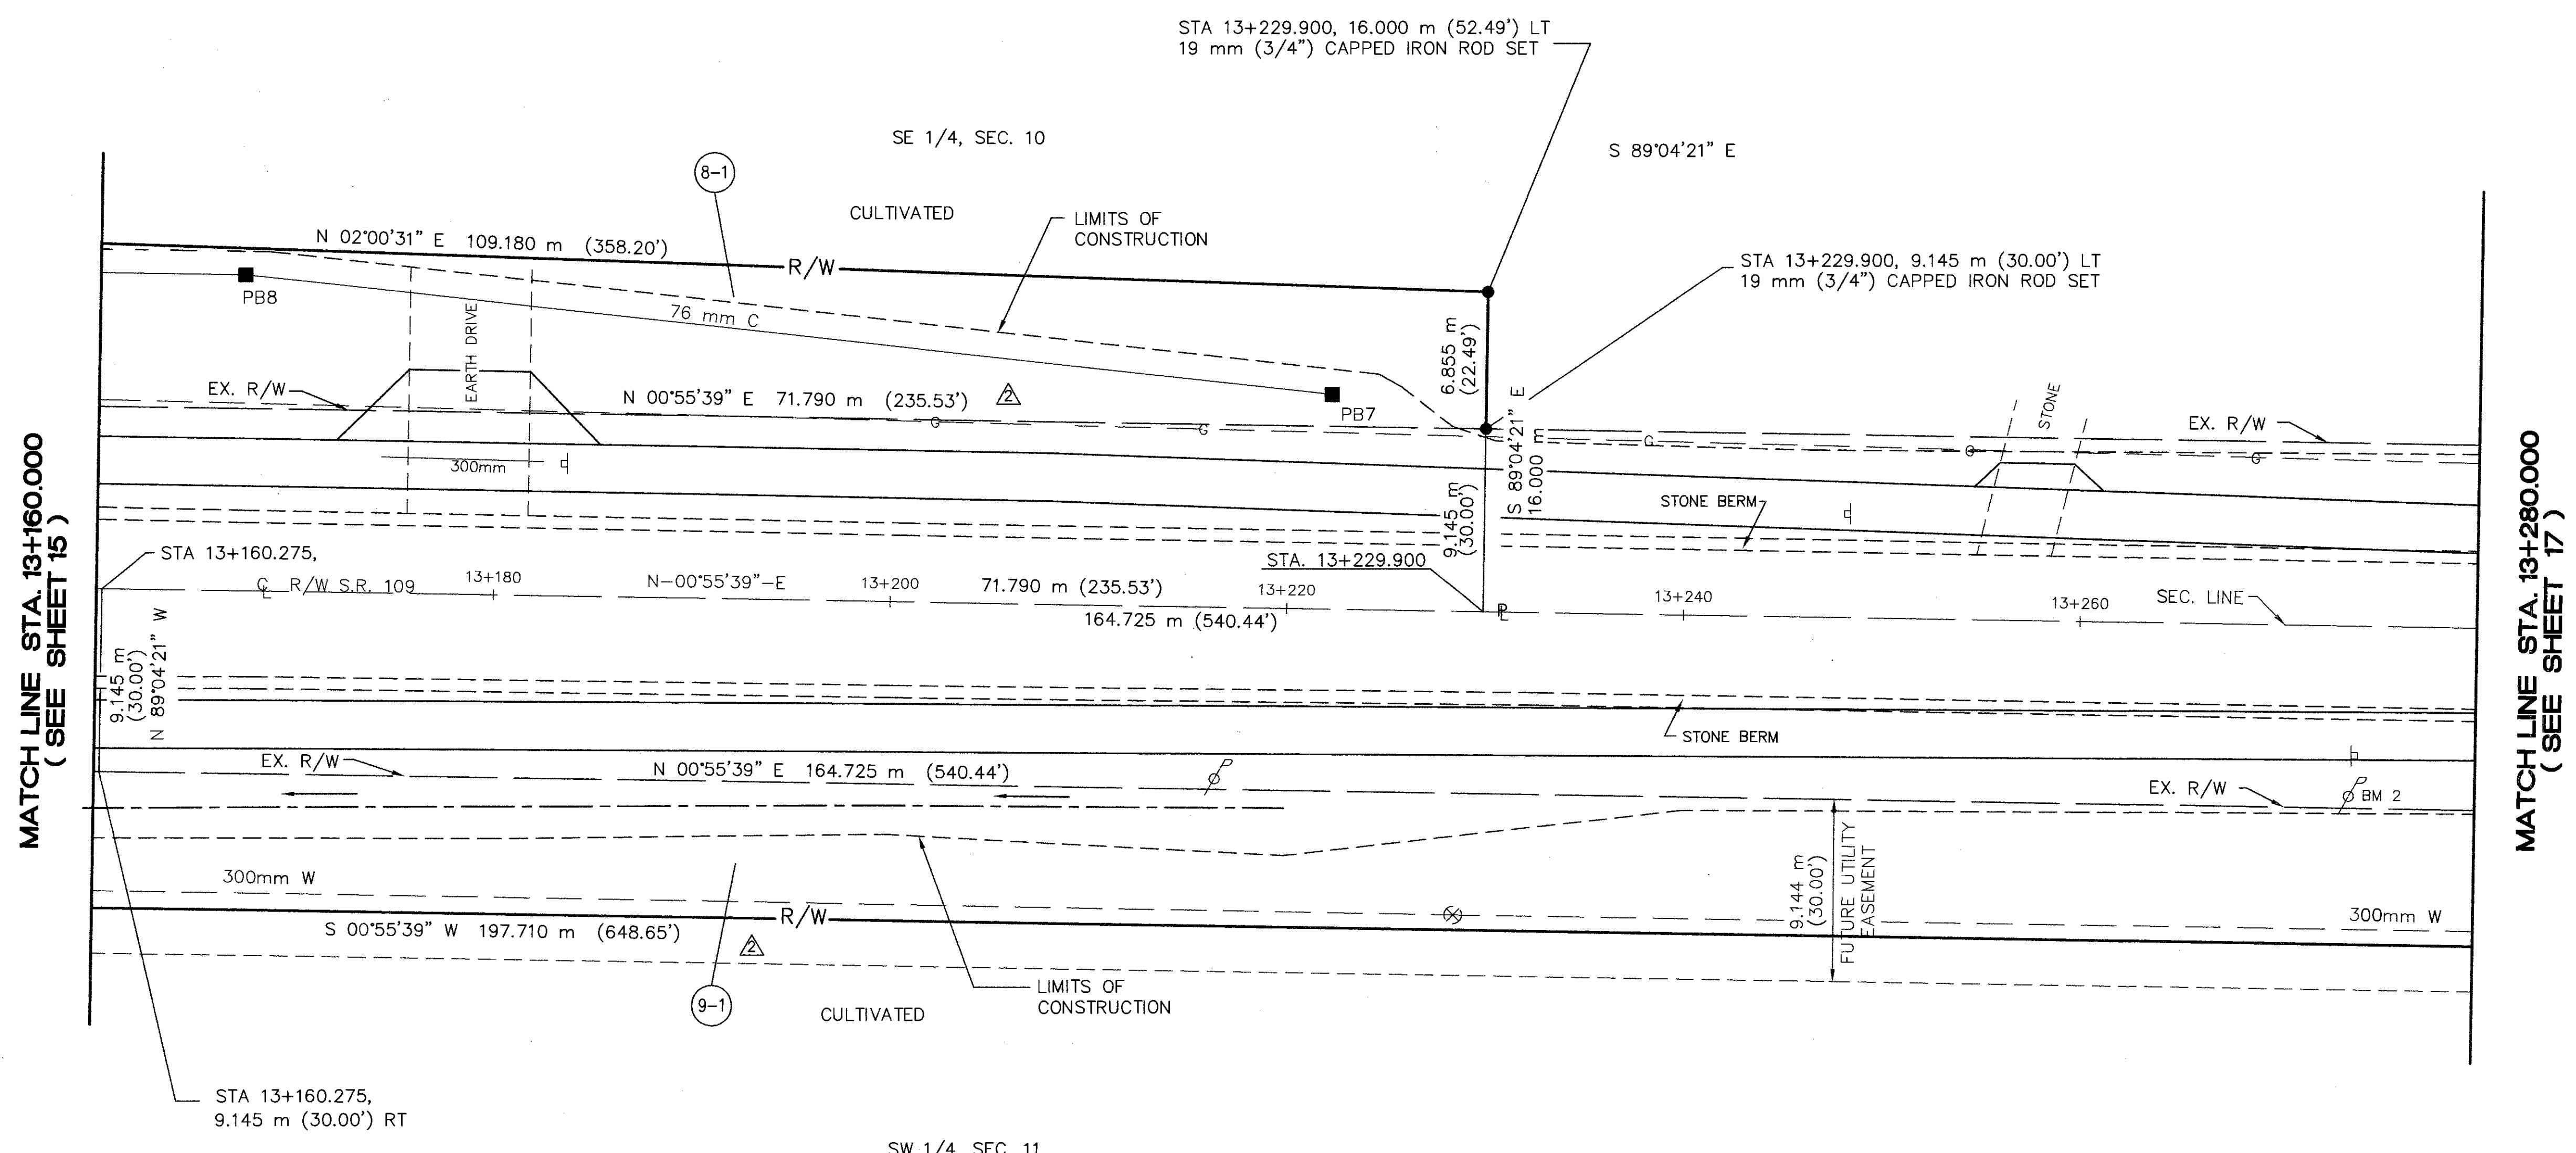 STA 13+229.900, 16.000 m (52.49') LT
19 mm (3/4") CAPPED IRON ROD SET
SE 1/4, SEC. 10
S 89°04'21" E
8-1
CULTIVATED
LIMITS OF
CONSTRUCTION
N 02°00'31" E 109.180 m (358.20')
R/W
STA 13+229.900, 9.145 m (30.00') LT
19 mm (3/4") CAPPED IRON ROD SET
PB8
76 mm C
EARTH DRIVE
6.855 m
(22.49')
EX. R/W
N 00°55'39" E 71.790 m (235.53')
2
PB7
STONE
EX. R/W
G
G
G
G
G
300mm
S 89°04'21" E
16.000 m
9.145 m
(30.00')
STONE BERM
MATCH LINE STA. 13+160.000
( SEE SHEET 15 )
MATCH LINE STA. 13+280.000
( SEE SHEET 17 )
STA 13+160.275,
STA. 13+229.900
CL R/W S.R. 109
13+180
N-00°55'39"-E
13+200
71.790 m (235.53')
13+220
13+240
13+260
SEC. LINE
164.725 m (540.44')
PL
9.145 m
(30.00')
N 89°04'21" W
STONE BERM
EX. R/W
N 00°55'39" E 164.725 m (540.44')
EX. R/W
BM 2
9.144 m
(30.00')
FUTURE UTILITY
EASEMENT
300mm W
R/W
300mm W
S 00°55'39" W 197.710 m (648.65')
2
9-1
LIMITS OF
CONSTRUCTION
CULTIVATED
STA 13+160.275,
9.145 m (30.00') RT
SW 1/4, SEC. 11